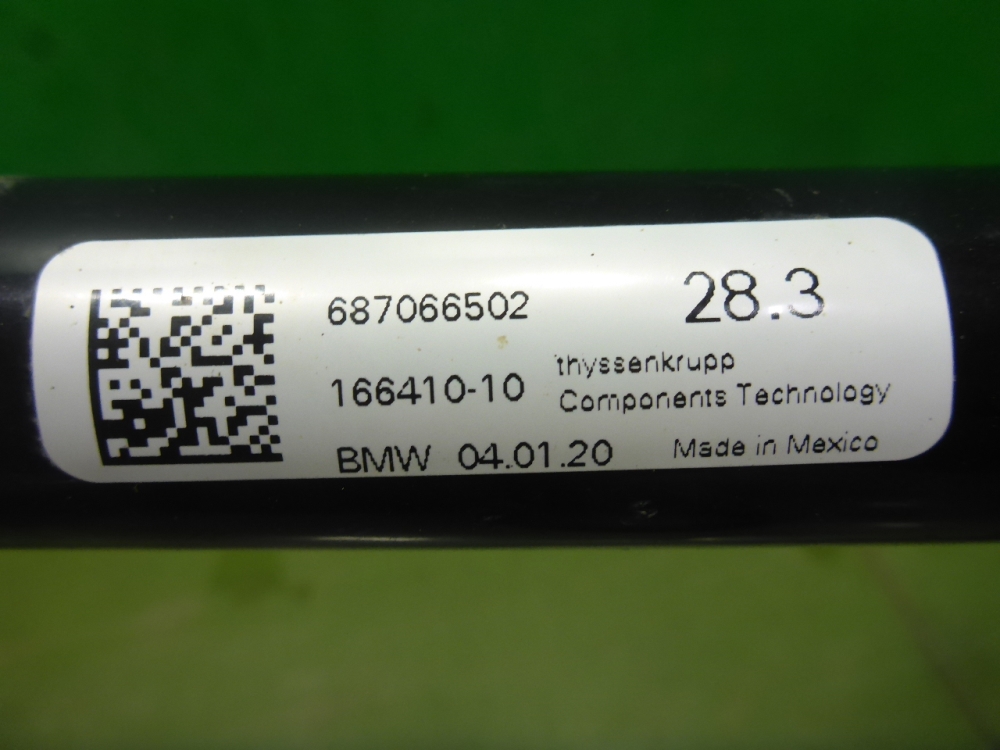 687066502
28.3
166410-10
thyssenkrupp
Components Technology
BMW 04.01.20
Made in Mexico